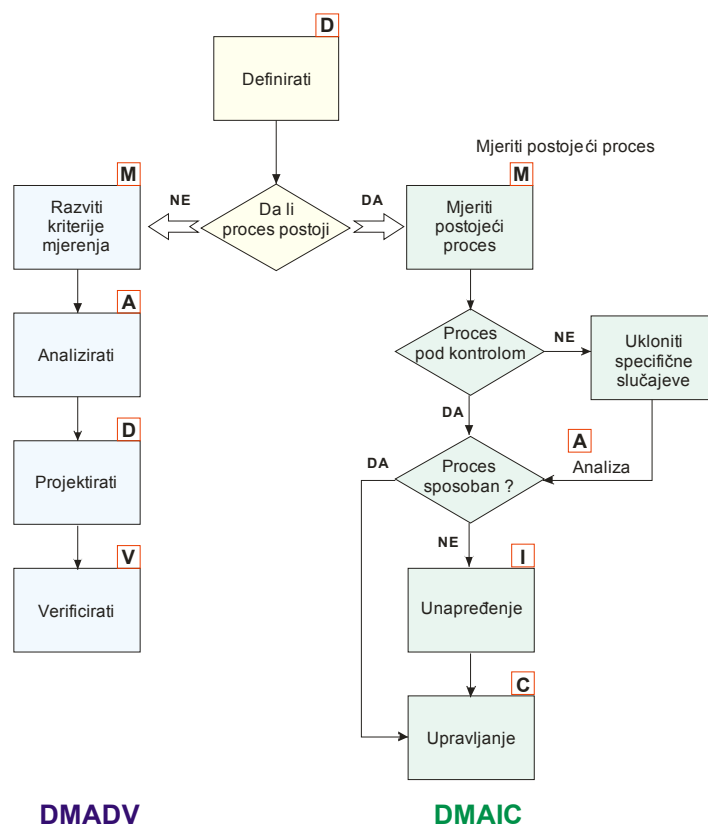 D
Definirati
Mjeriti postojeći proces
M
Razviti
kriterije
mjerenja
NE
Da li
proces postoji
DA
M
Mjeriti
postojeći
proces
A
Analizirati
Proces
pod kontrolom
NE
Ukloniti
specifične
slučajeve
DA
D
Projektirati
DA
Proces
sposoban ?
A
Analiza
NE
V
Verificirati
I
Unapređenje
C
Upravljanje
DMADV
DMAIC